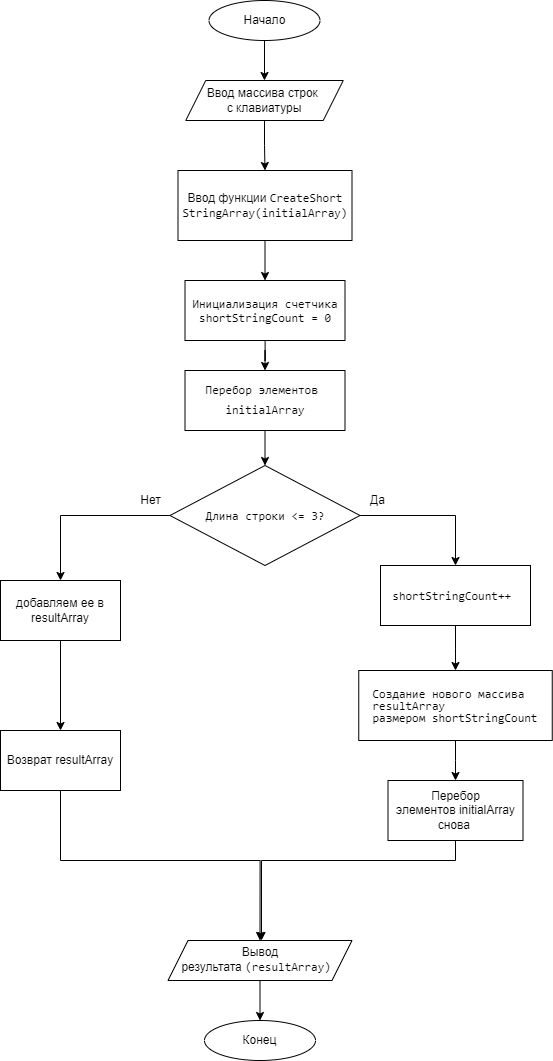 Начало
Ввод массива строк
с клавиатуры
Ввод функции CreateShort
StringArray(initialArray)
Инициализация счетчика
shortStringCount = 0
Перебор элементов
initialArray
Длина строки <= 3?
Нет
Да
добавляем ее в
resultArray
shortStringCount++
Создание нового массива
resultArray
размером shortStringCount
Возврат resultArray
Перебор
элементов initialArray
снова
Вывод
результата (resultArray)
Конец